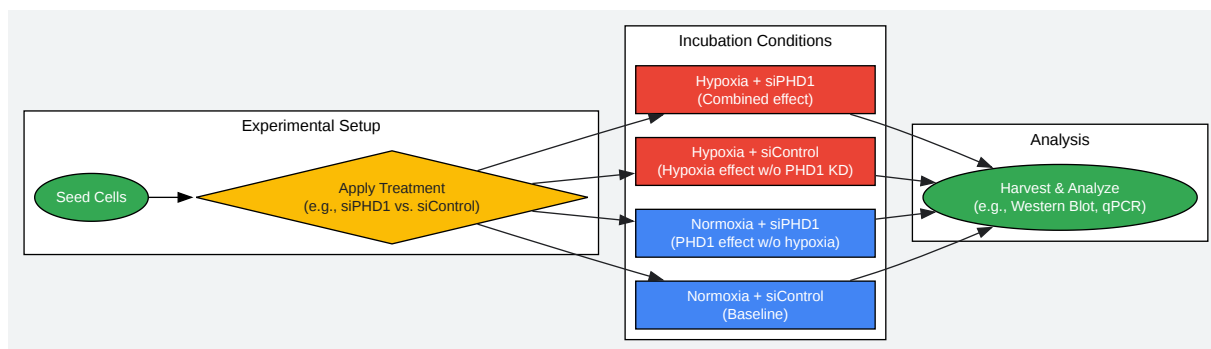 Experimental Setup
Seed Cells
Apply Treatment
(e.g., siPHD1 vs. siControl)
Incubation Conditions
Hypoxia + siPHD1
(Combined effect)
Hypoxia + siControl
(Hypoxia effect w/o PHD1 KD)
Normoxia + siPHD1
(PHD1 effect w/o hypoxia)
Normoxia + siControl
(Baseline)
Analysis
Harvest & Analyze
(e.g., Western Blot, qPCR)